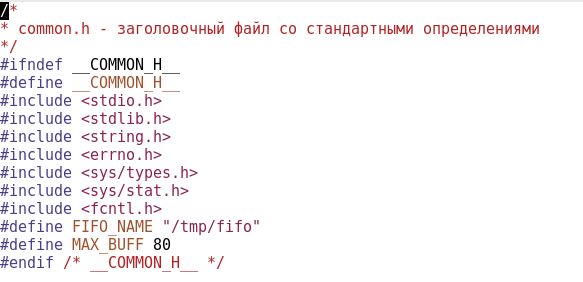 /*
* common.h - заголовочный файл со стандартными определениями
*/
#ifndef __COMMON_H__
#define __COMMON_H__
#include <stdio.h>
#include <stdlib.h>
#include <string.h>
#include <errno.h>
#include <sys/types.h>
#include <sys/stat.h>
#include <fcntl.h>
#define FIFO_NAME "/tmp/fifo"
#define MAX_BUFF 80
#endif /* __COMMON_H__ */